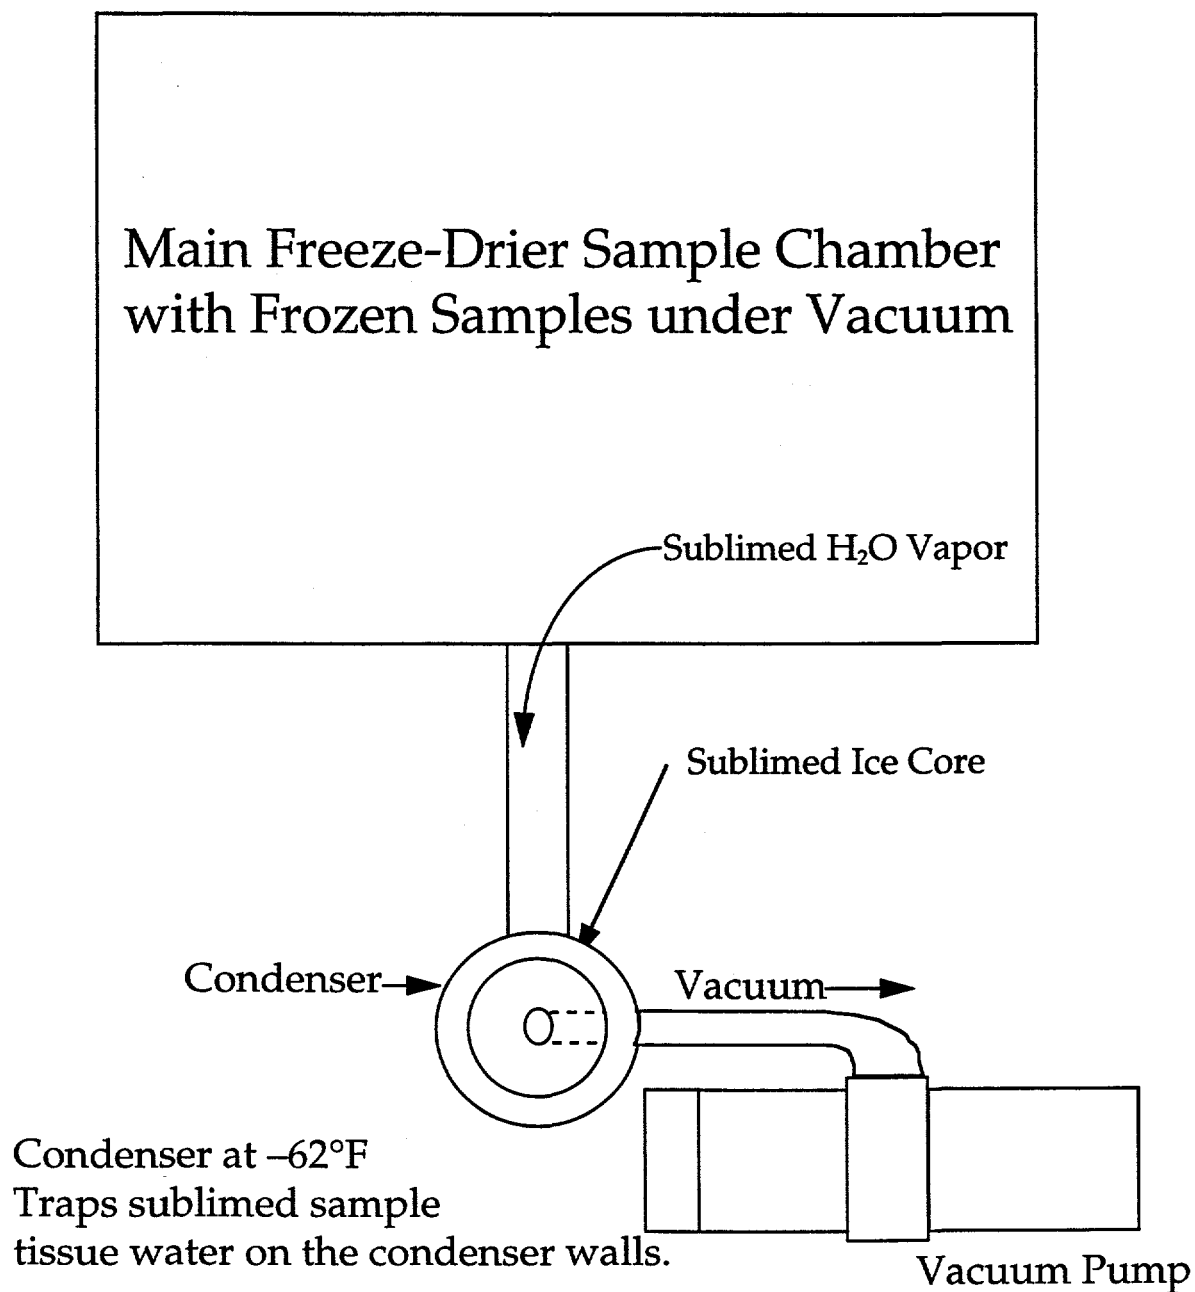 Main Freeze-Drier Sample Chamber
with Frozen Samples under Vacuum
Sublimed H₂O Vapor
Sublimed Ice Core
Condenser
Vacuum
Condenser at –62°F
Traps sublimed sample
tissue water on the condenser walls.
Vacuum Pump